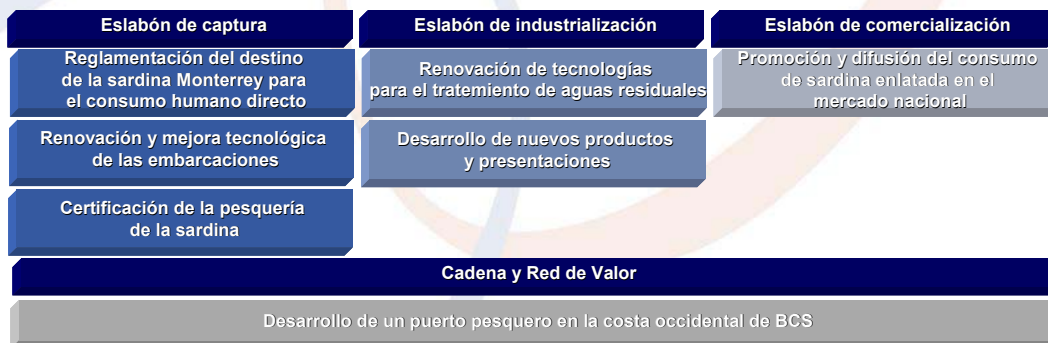 Eslabón de captura
Reglamentación del destino
de la sardina Monterrey para
el consumo humano directo
Renovación y mejora tecnológica
de las embarcaciones
Certificación de la pesquería
de la sardina
Eslabón de industrialización
Renovación de tecnologías
para el tratamiento de aguas residuales
Desarrollo de nuevos productos
y presentaciones
Eslabón de comercialización
Promoción y difusión del consumo
de sardina enlatada en el
mercado nacional
Cadena y Red de Valor
Desarrollo de un puerto pesquero en la costa occidental de BCS